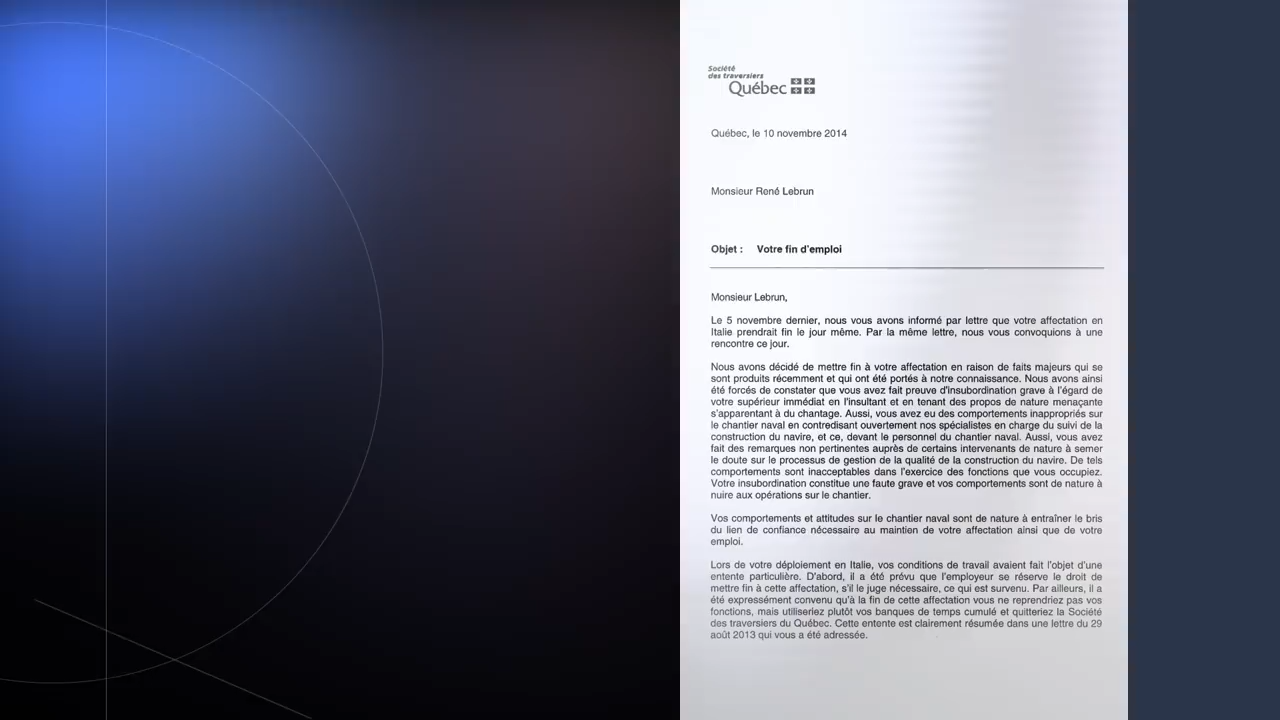 Société
des traversiers
Québec
Québec, le 10 novembre 2014
Monsieur René Lebrun
Objet : Votre fin d'emploi
Monsieur Lebrun,
Le 5 novembre dernier, nous vous avons informé par lettre que votre affectation en
Italie prendrait fin le jour même. Par la même lettre, nous vous convoquions à une
rencontre ce jour.
Nous avons décidé de mettre fin à votre affectation en raison de faits majeurs qui se
sont produits récemment et qui ont été portés à notre connaissance. Nous avons ainsi
été forcés de constater que vous avez fait preuve d'insubordination grave à l'égard de
votre supérieur immédiat en l'insultant et en tenant des propos de nature menaçante
s'apparentant à du chantage. Aussi, vous avez eu des comportements inappropriés sur
le chantier naval en contredisant ouvertement nos spécialistes en charge du suivi de la
construction du navire, et ce, devant le personnel du chantier naval. Aussi, vous avez
fait des remarques non pertinentes auprès de certains intervenants de nature à semer
le doute sur le processus de gestion de la qualité de la construction du navire. De tels
comportements sont inacceptables dans l'exercice des fonctions que vous occupiez.
Votre insubordination constitue une faute grave et vos comportements sont de nature à
nuire aux opérations sur le chantier.
Vos comportements et attitudes sur le chantier naval sont de nature à entraîner le bris
du lien de confiance nécessaire au maintien de votre affectation ainsi que de votre
emploi.
Lors de votre déploiement en Italie, vos conditions de travail avaient fait l'objet d'une
entente particulière. D'abord, il a été prévu que l'employeur se réserve le droit de
mettre fin à cette affectation, s'il le juge nécessaire, ce qui est survenu. Par ailleurs, il a
été expressément convenu qu'à la fin de cette affectation vous ne reprendriez pas vos
fonctions, mais utiliseriez plutôt vos banques de temps cumulé et quitteriez la Société
des traversiers du Québec. Cette entente est clairement résumée dans une lettre du 29
août 2013 qui vous a été adressée.